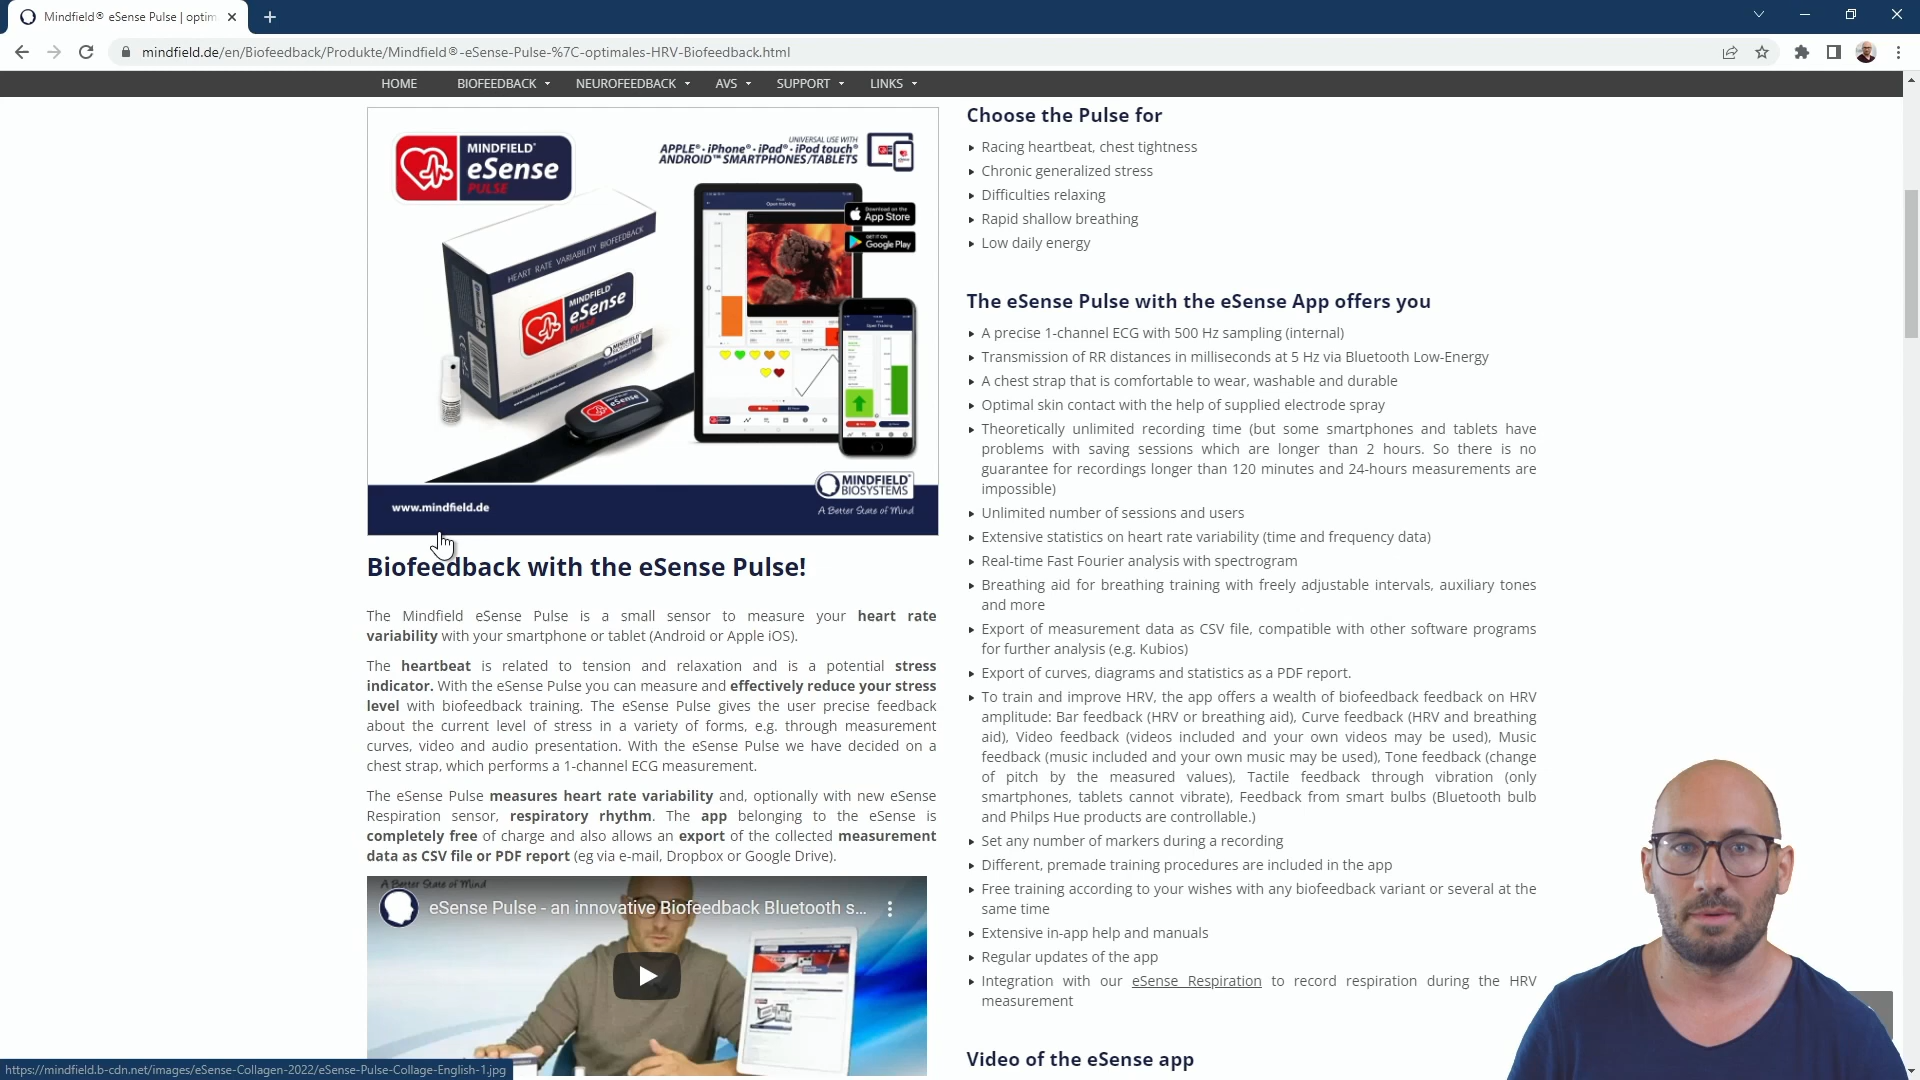 Mindfield® eSense Pulse | optim
mindfield.de/en/Biofeedback/Produkte/Mindfield®-eSense-Pulse-%7C-optimales-HRV-Biofeedback.html
HOME BIOFEEDBACK NEUROFEEDBACK AVS SUPPORT LINKS
MINDFIELD®
eSense
PULSE
UNIVERSAL USE WITH
APPLE® · iPhone® · iPad® · iPod touch®
ANDROID™ SMARTPHONES/TABLETS
Download on the
App Store
GET IT ON
Google Play
HEART RATE VARIABILITY BIOFEEDBACK
MINDFIELD®
eSense
PULSE
MINDFIELD
BIOSYSTEMS
Open training
Open Training
eSense
www.mindfield.de
MINDFIELD®
BIOSYSTEMS
A Better State of Mind
Biofeedback with the eSense Pulse!
The Mindfield eSense Pulse is a small sensor to measure your heart rate
variability with your smartphone or tablet (Android or Apple iOS).
The heartbeat is related to tension and relaxation and is a potential stress
indicator. With the eSense Pulse you can measure and effectively reduce your stress
level with biofeedback training. The eSense Pulse gives the user precise feedback
about the current level of stress in a variety of forms, e.g. through measurement
curves, video and audio presentation. With the eSense Pulse we have decided on a
chest strap, which performs a 1-channel ECG measurement.
The eSense Pulse measures heart rate variability and, optionally with new eSense
Respiration sensor, respiratory rhythm. The app belonging to the eSense is
completely free of charge and also allows an export of the collected measurement
data as CSV file or PDF report (eg via e-mail, Dropbox or Google Drive).
A Better State of Mind
eSense Pulse - an innovative Biofeedback Bluetooth s...
Choose the Pulse for
Racing heartbeat, chest tightness
Chronic generalized stress
Difficulties relaxing
Rapid shallow breathing
Low daily energy
The eSense Pulse with the eSense App offers you
A precise 1-channel ECG with 500 Hz sampling (internal)
Transmission of RR distances in milliseconds at 5 Hz via Bluetooth Low-Energy
A chest strap that is comfortable to wear, washable and durable
Optimal skin contact with the help of supplied electrode spray
Theoretically unlimited recording time (but some smartphones and tablets have
problems with saving sessions which are longer than 2 hours. So there is no
guarantee for recordings longer than 120 minutes and 24-hours measurements are
impossible)
Unlimited number of sessions and users
Extensive statistics on heart rate variability (time and frequency data)
Real-time Fast Fourier analysis with spectrogram
Breathing aid for breathing training with freely adjustable intervals, auxiliary tones
and more
Export of measurement data as CSV file, compatible with other software programs
for further analysis (e.g. Kubios)
Export of curves, diagrams and statistics as a PDF report.
To train and improve HRV, the app offers a wealth of biofeedback feedback on HRV
amplitude: Bar feedback (HRV or breathing aid), Curve feedback (HRV and breathing
aid), Video feedback (videos included and your own videos may be used), Music
feedback (music included and your own music may be used), Tone feedback (change
of pitch by the measured values), Tactile feedback through vibration (only
smartphones, tablets cannot vibrate), Feedback from smart bulbs (Bluetooth bulb
and Philps Hue products are controllable.)
Set any number of markers during a recording
Different, premade training procedures are included in the app
Free training according to your wishes with any biofeedback variant or several at the
same time
Extensive in-app help and manuals
Regular updates of the app
Integration with our eSense Respiration to record respiration during the HRV
measurement
Video of the eSense app
https://mindfield.b-cdn.net/images/eSense-Collagen-2022/eSense-Pulse-Collage-English-1.jpg